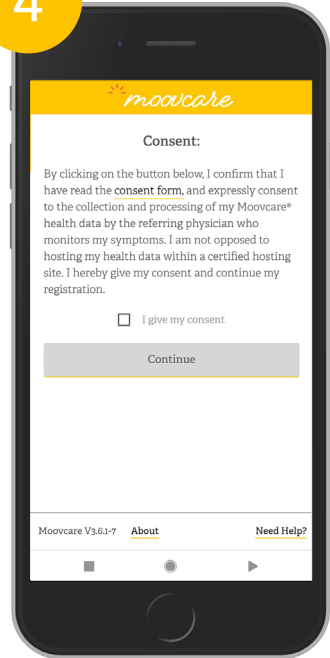 4
moovcare
Consent:
By clicking on the button below, I confirm that I
have read the consent form, and expressly consent
to the collection and processing of my Moovcare®
health data by the referring physician who
monitors my symptoms. I am not opposed to
hosting my health data within a certified hosting
site. I hereby give my consent and continue my
registration.
I give my consent
Continue
Moovcare V3.6.1-7 About Need Help?